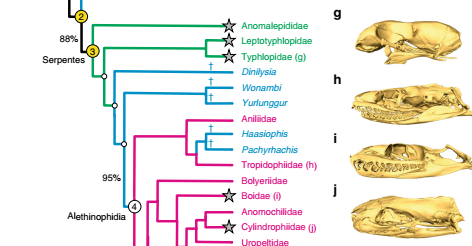 2
88%
3
Serpentes
Anomalepididae
Leptotyphlopidae
Typhlopidae (g)
† Dinilysia
† Wonambi
† Yurlunggur
Aniliidae
† Haasiophis
† Pachyrhachis
Tropidophiidae (h)
95%
4
Alethinophidia
Bolyeriidae
Boidae (i)
Anomochilidae
Cylindrophiidae (j)
Uropeltidae
g
h
i
j